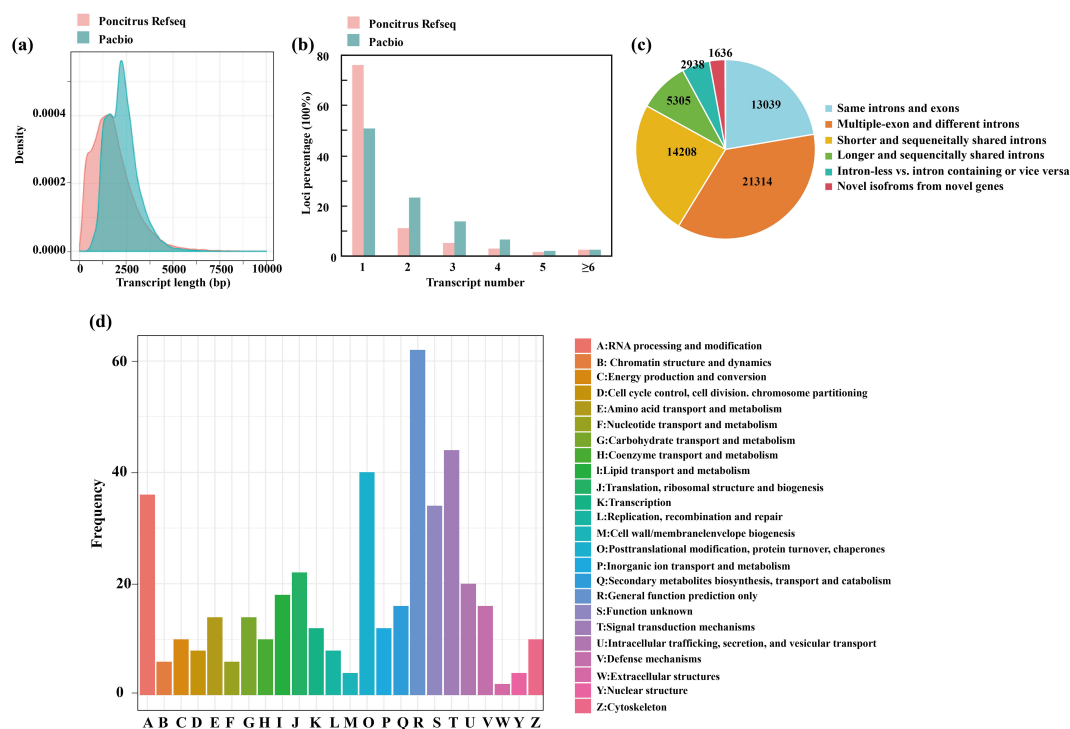 (a)
Poncitrus Refseq
Pacbio
Density
0.0004
0.0002
0.0000
0 2500 5000 7500 10000
Transcript length (bp)
(b)
Poncitrus Refseq
Pacbio
Loci percentage (100%)
80
60
40
20
0
1 2 3 4 5 ≥6
Transcript number
(c)
1636
2938
5305
13039
14208
21314
Same introns and exons
Multiple-exon and different introns
Shorter and sequeneitally shared introns
Longer and sequencitally shared introns
Intron-less vs. intron containing or vice versa
Novel isofroms from novel genes
(d)
Frequency
60
40
20
0
A B C D E F G H I J K L M O P Q R S T U V W Y Z
A:RNA processing and modification
B: Chromatin structure and dynamics
C:Energy production and conversion
D:Cell cycle control, cell division. chromosome partitioning
E:Amino acid transport and metabolism
F:Nucleotide transport and metabolism
G:Carbohydrate transport and metabolism
H:Coenzyme transport and metabolism
I:Lipid transport and metabolism
J:Translation, ribosomal structure and biogenesis
K:Transcription
L:Replication, recombination and repair
M:Cell wall/membranelenvelope biogenesis
O:Posttranslational modification, protein turnover, chaperones
P:Inorganic ion transport and metabolism
Q:Secondary metabolites biosynthesis, transport and catabolism
R:General function prediction only
S:Function unknown
T:Signal transduction mechanisms
U:Intracellular trafficking, secretion, and vesicular transport
V:Defense mechanisms
W:Extracellular structures
Y:Nuclear structure
Z:Cytoskeleton